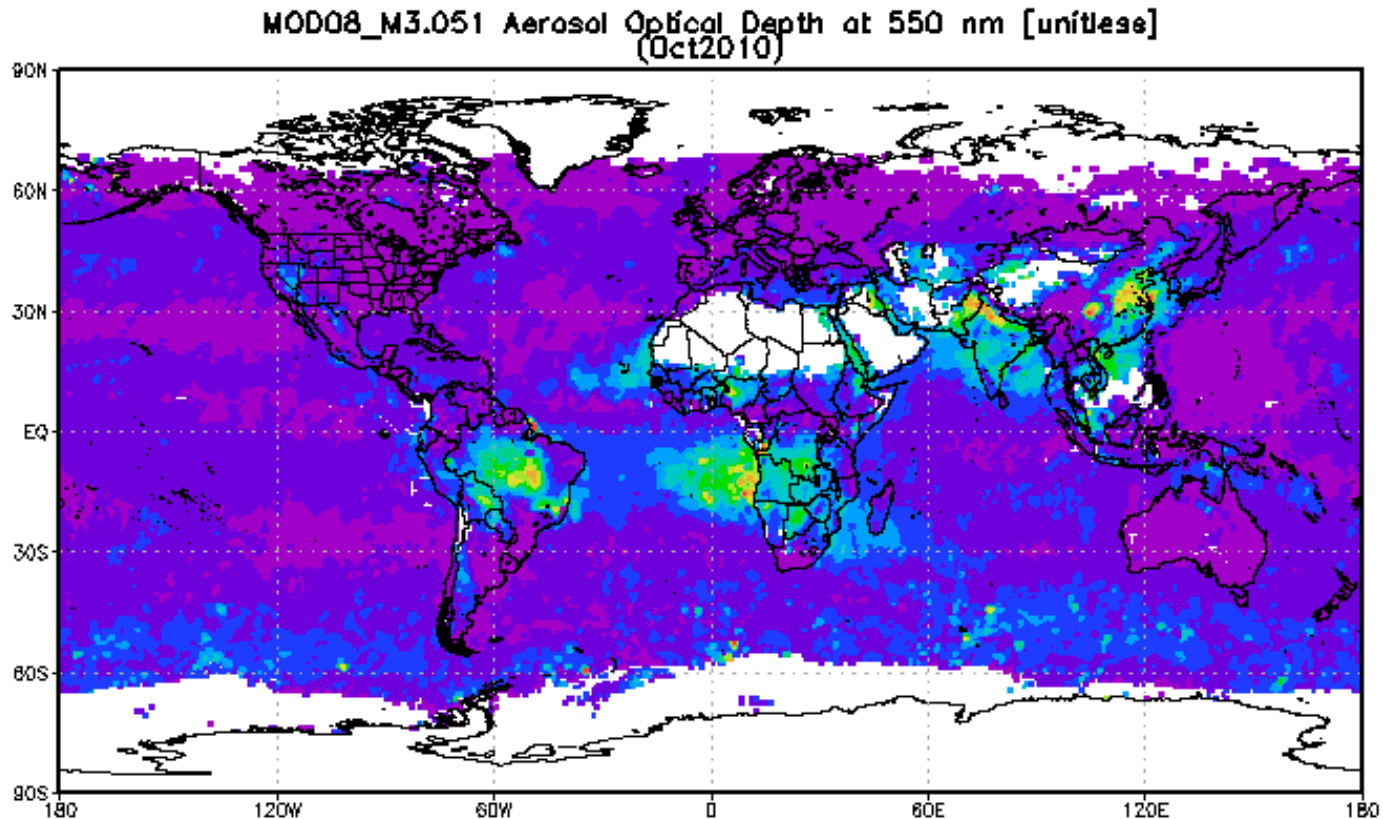 MOD08_M3.051 Aerosol Optical Depth at 550 nm [unitless]
(Oct2010)
90N
60N
30N
EQ
30S
60S
90S
180 120W 60W 0 60E 120E 180